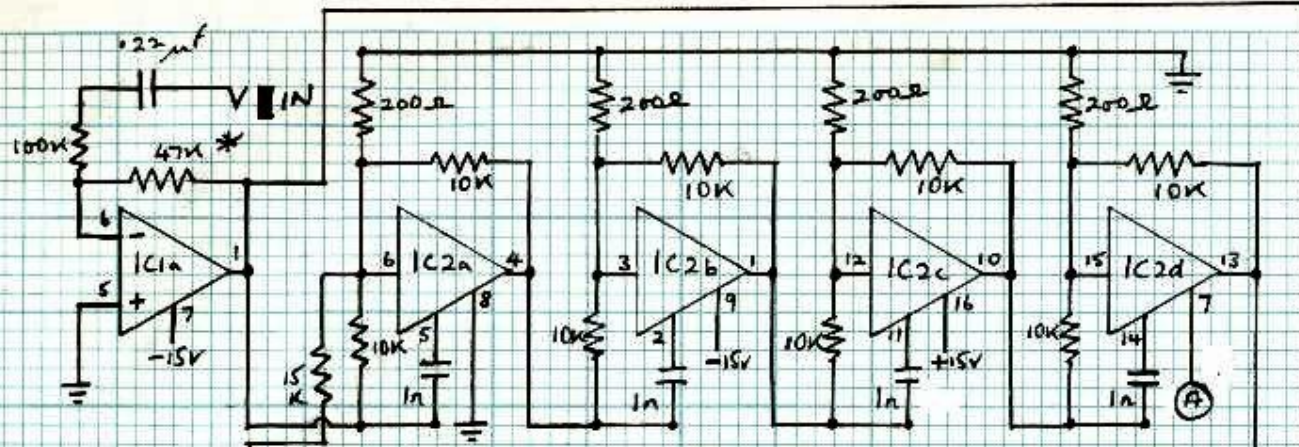 .22 μf
IN
100K
47K *
6 -
IC1a
1
5 +
7
-15V
200Ω
10K
6
IC2a
4
5
8
15K
10K
1n
200Ω
10K
3
IC2b
1
2
9
-15V
10K
1n
200Ω
10K
12
IC2c
10
11
16
+15V
10K
1n
200Ω
10K
15
IC2d
13
14
7
10K
1n
A